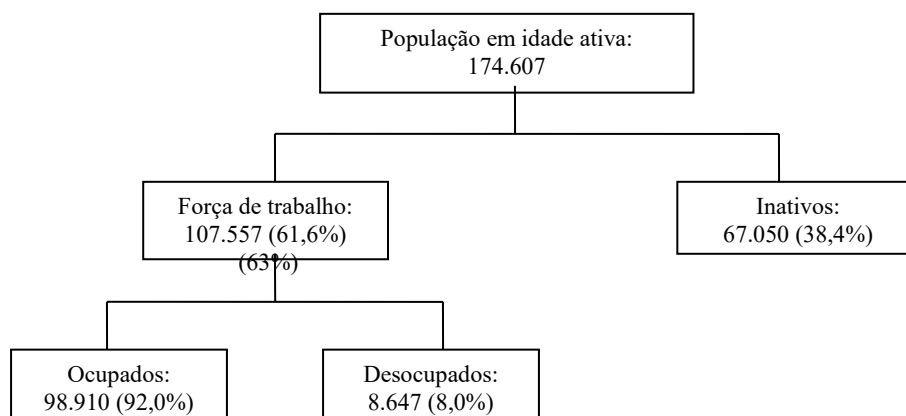 População em idade ativa:
174.607
Força de trabalho:
107.557 (61,6%)
(63%)
Inativos:
67.050 (38,4%)
Ocupados:
98.910 (92,0%)
Desocupados:
8.647 (8,0%)